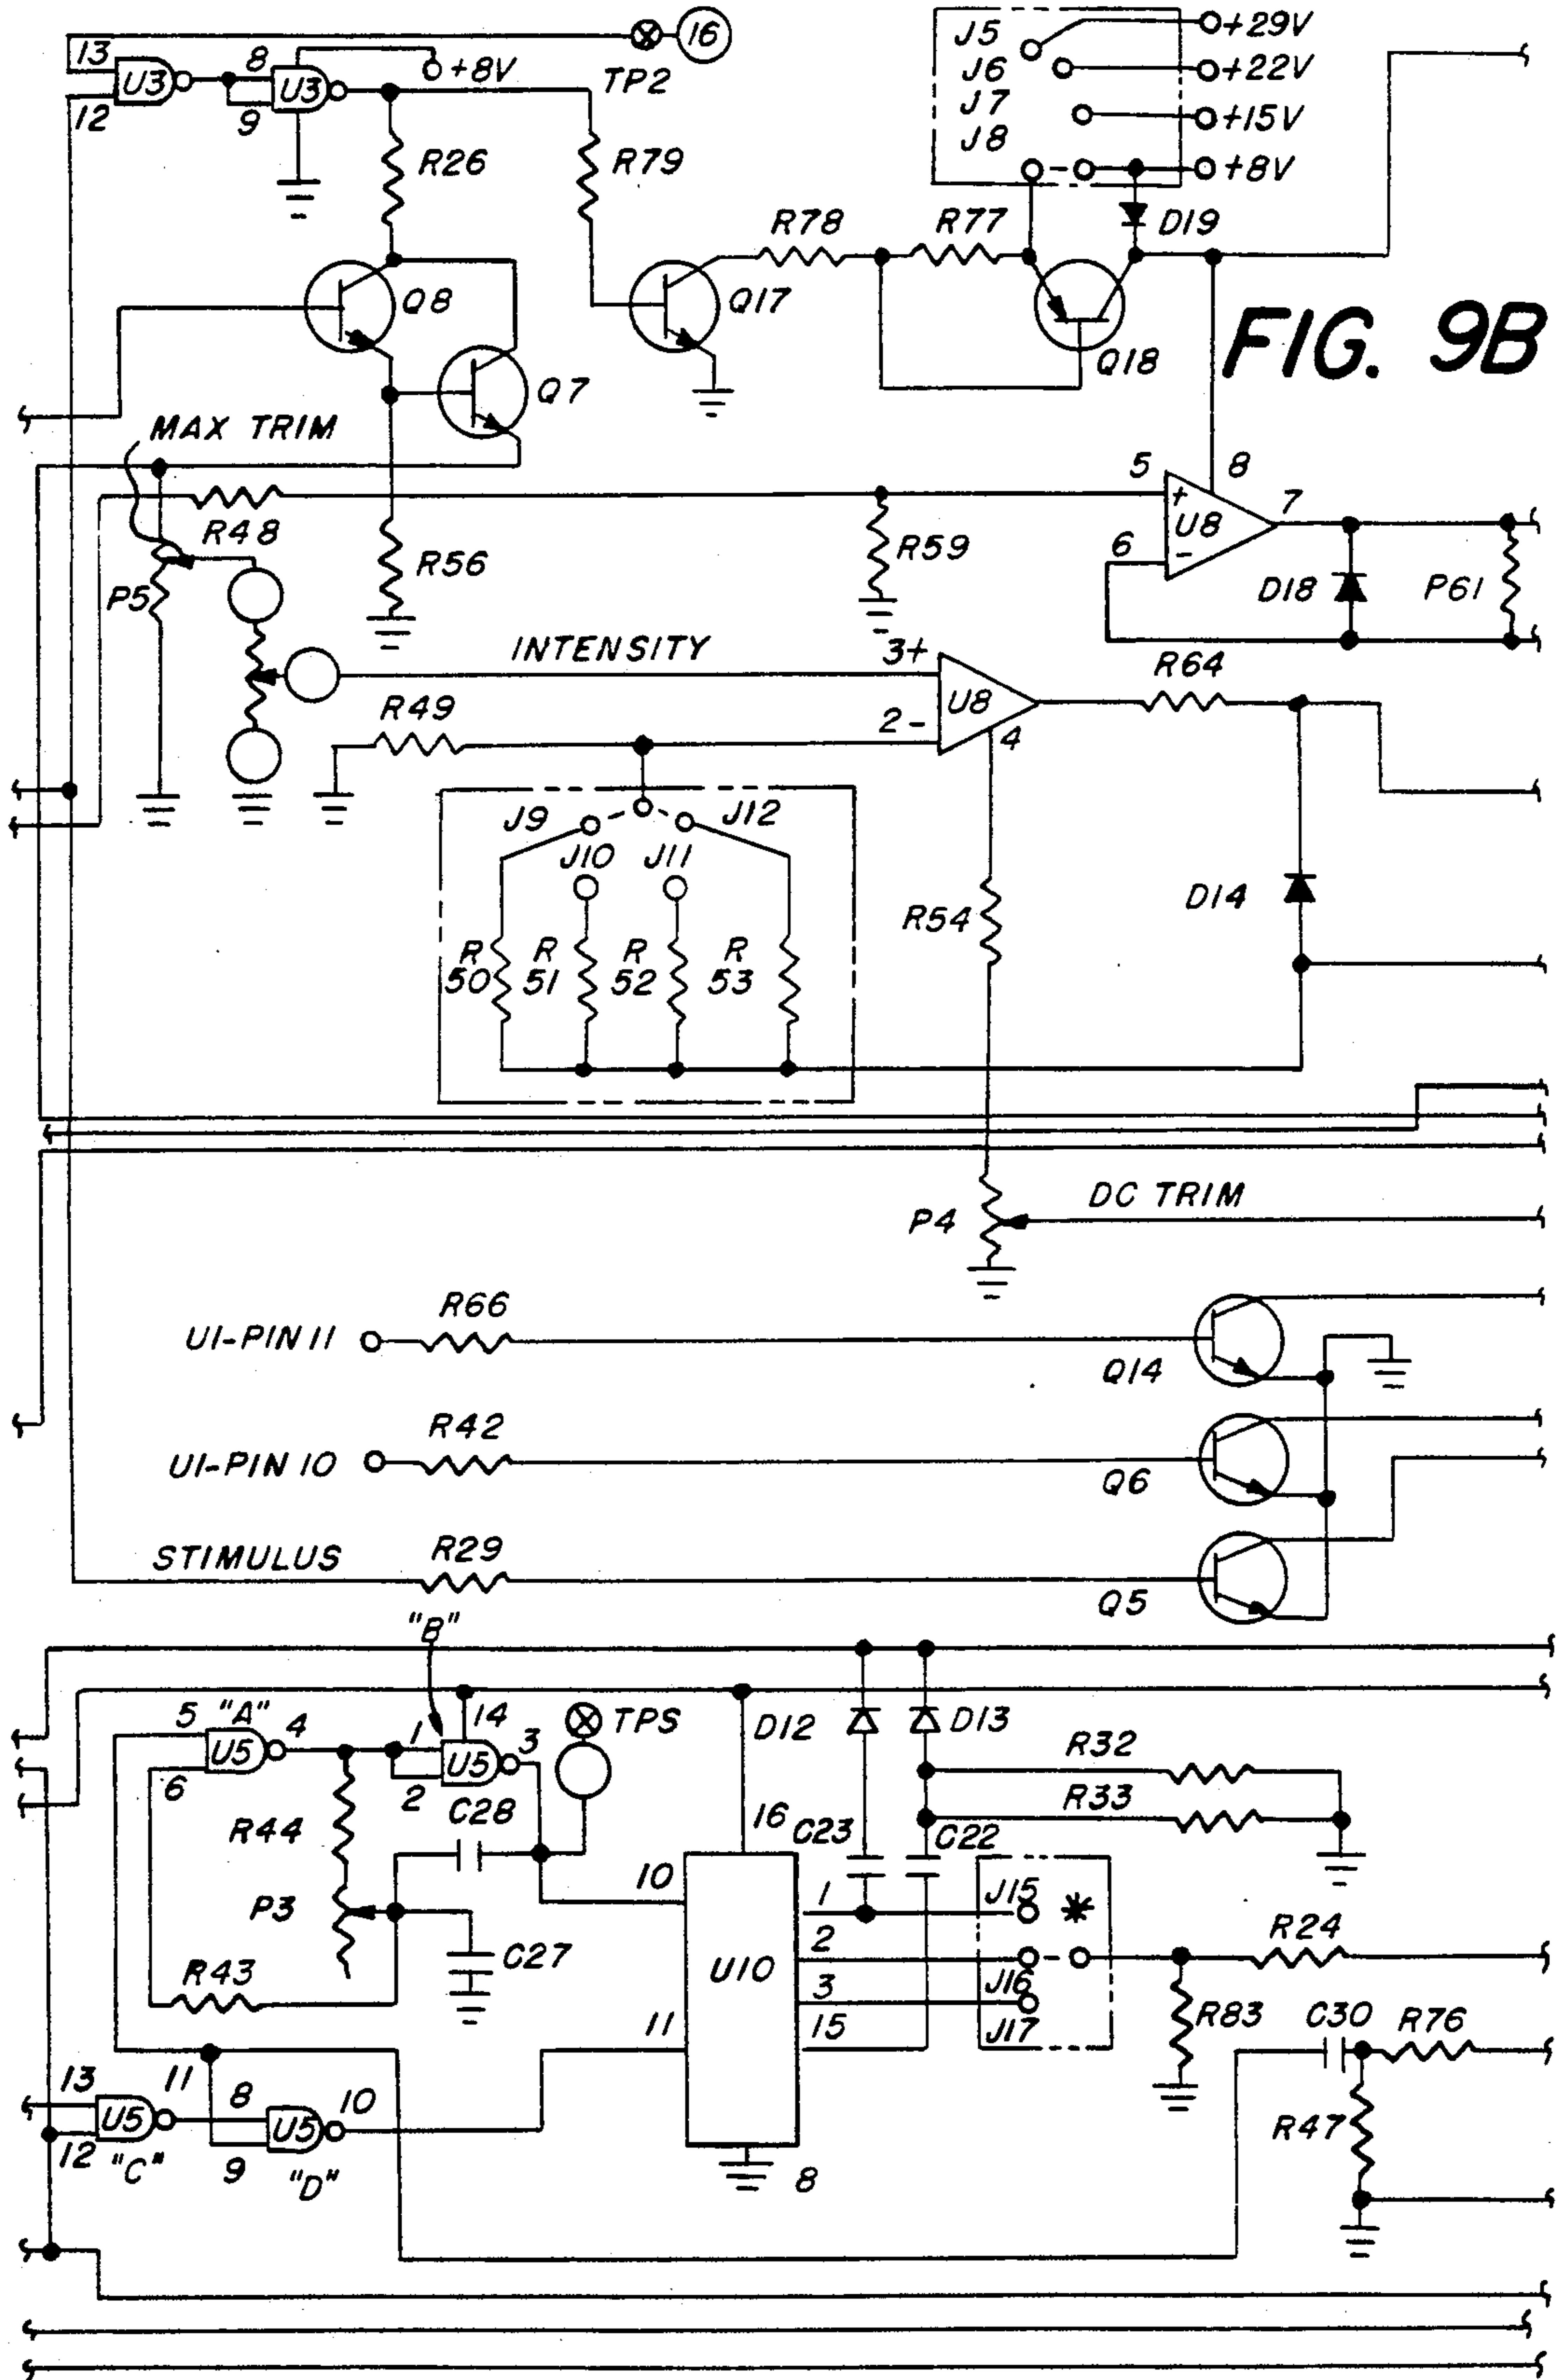 16
J5
+29V
13
8
+8V
J6
+22V
U3
U3
TP2
J7
+15V
12
9
J8
+8V
R26
R79
D19
R78
R77
Q8
Q17
Q18
FIG. 9B
Q7
MAX TRIM
5
8
R48
+
U8
7
R59
6
-
R56
P5
D18
P61
INTENSITY
3+
R64
R49
U8
2-
4
J9
J12
J10
J11
D14
R54
R
50
R
51
R
52
R
53
DC TRIM
P4
R66
UI-PIN 11
Q14
R42
UI-PIN 10
Q6
STIMULUS
R29
Q5
"B"
5
"A"
4
1
14
3
TPS
D12
D13
U5
U5
R32
6
2
C28
R33
R44
16
C23
C22
10
1
J15
*
P3
2
R24
C27
U10
J16
R43
3
J17
R83
C30
R76
11
15
13
11
8
10
U5
U5
R47
12
"C"
9
"D"
8